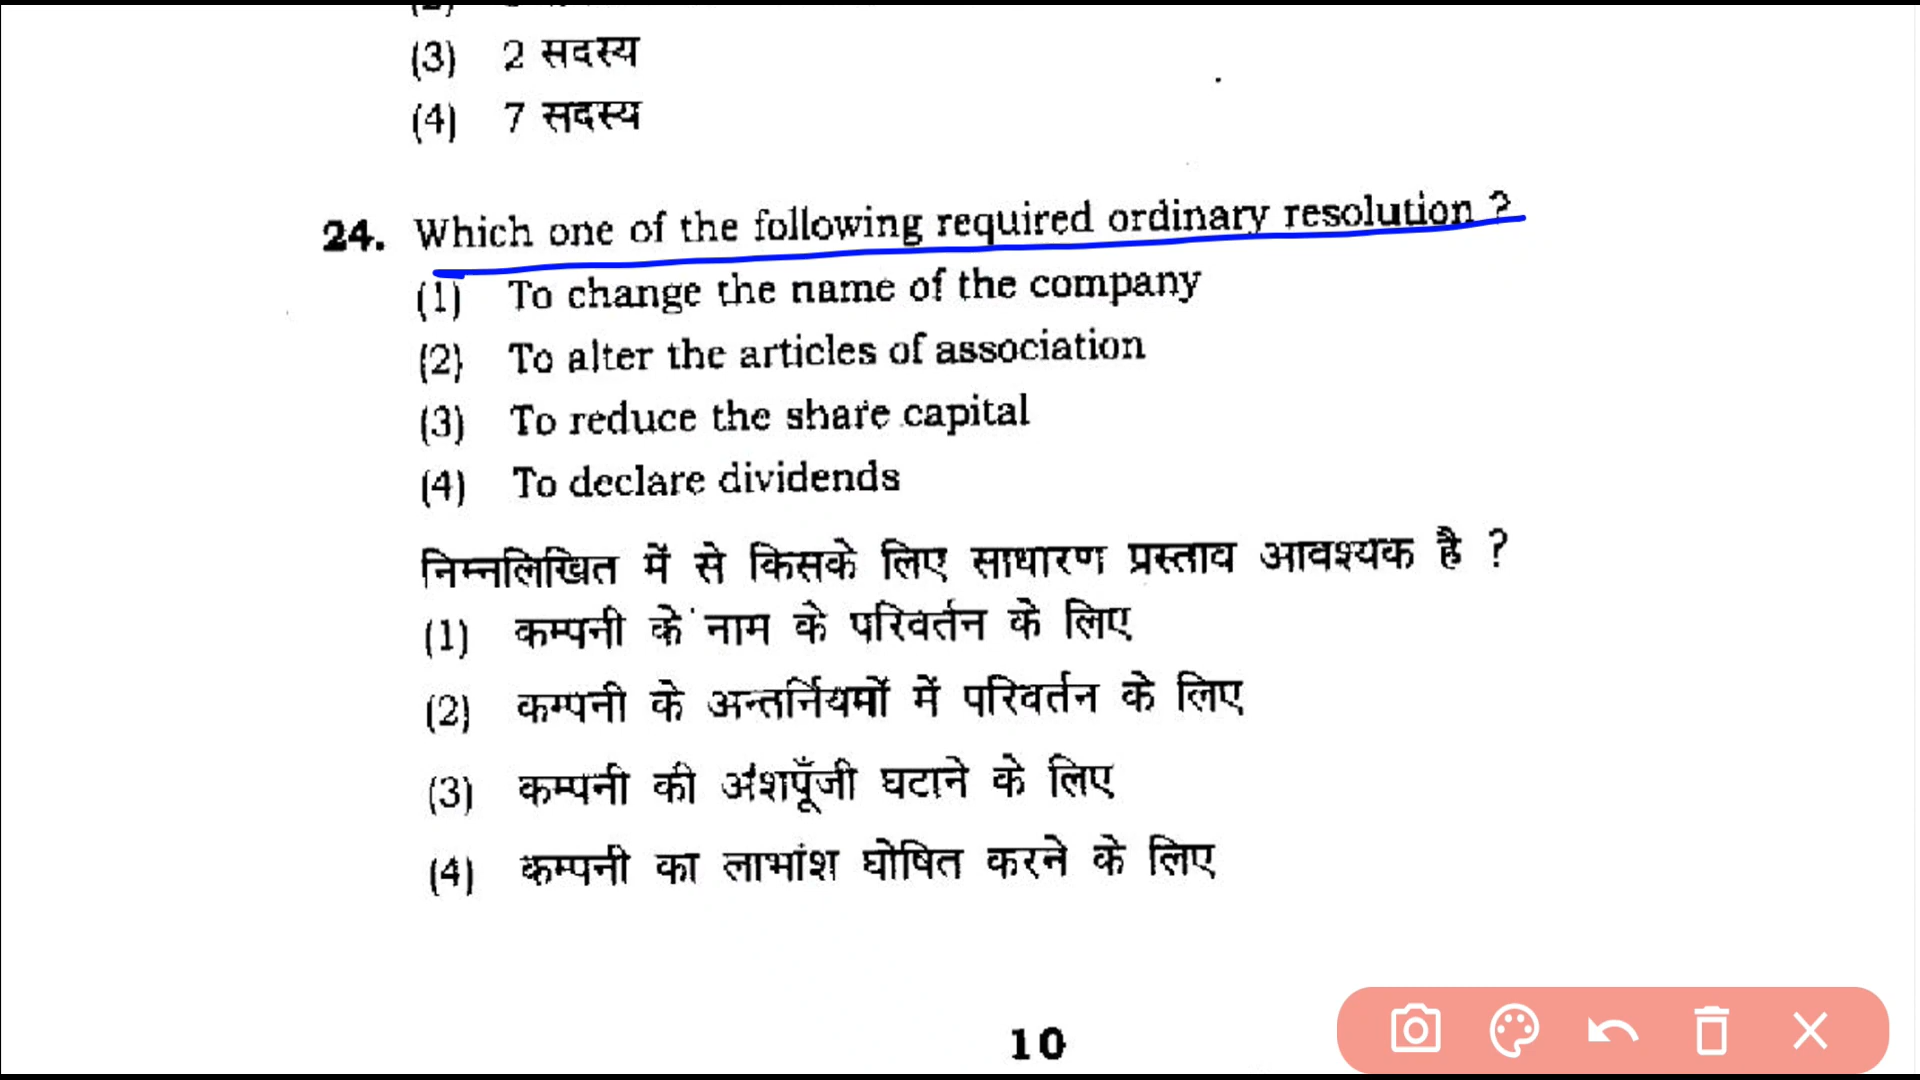 (3) 2 सदस्य
(4) 7 सदस्य
24. Which one of the following required ordinary resolution ?
(1) To change the name of the company
(2) To alter the articles of association
(3) To reduce the share capital
(4) To declare dividends
निम्नलिखित में से किसके लिए साधारण प्रस्ताव आवश्यक है ?
(1) कम्पनी के नाम के परिवर्तन के लिए
(2) कम्पनी के अन्तर्नियमों में परिवर्तन के लिए
(3) कम्पनी की अंशपूँजी घटाने के लिए
(4) कम्पनी का लाभांश घोषित करने के लिए
10